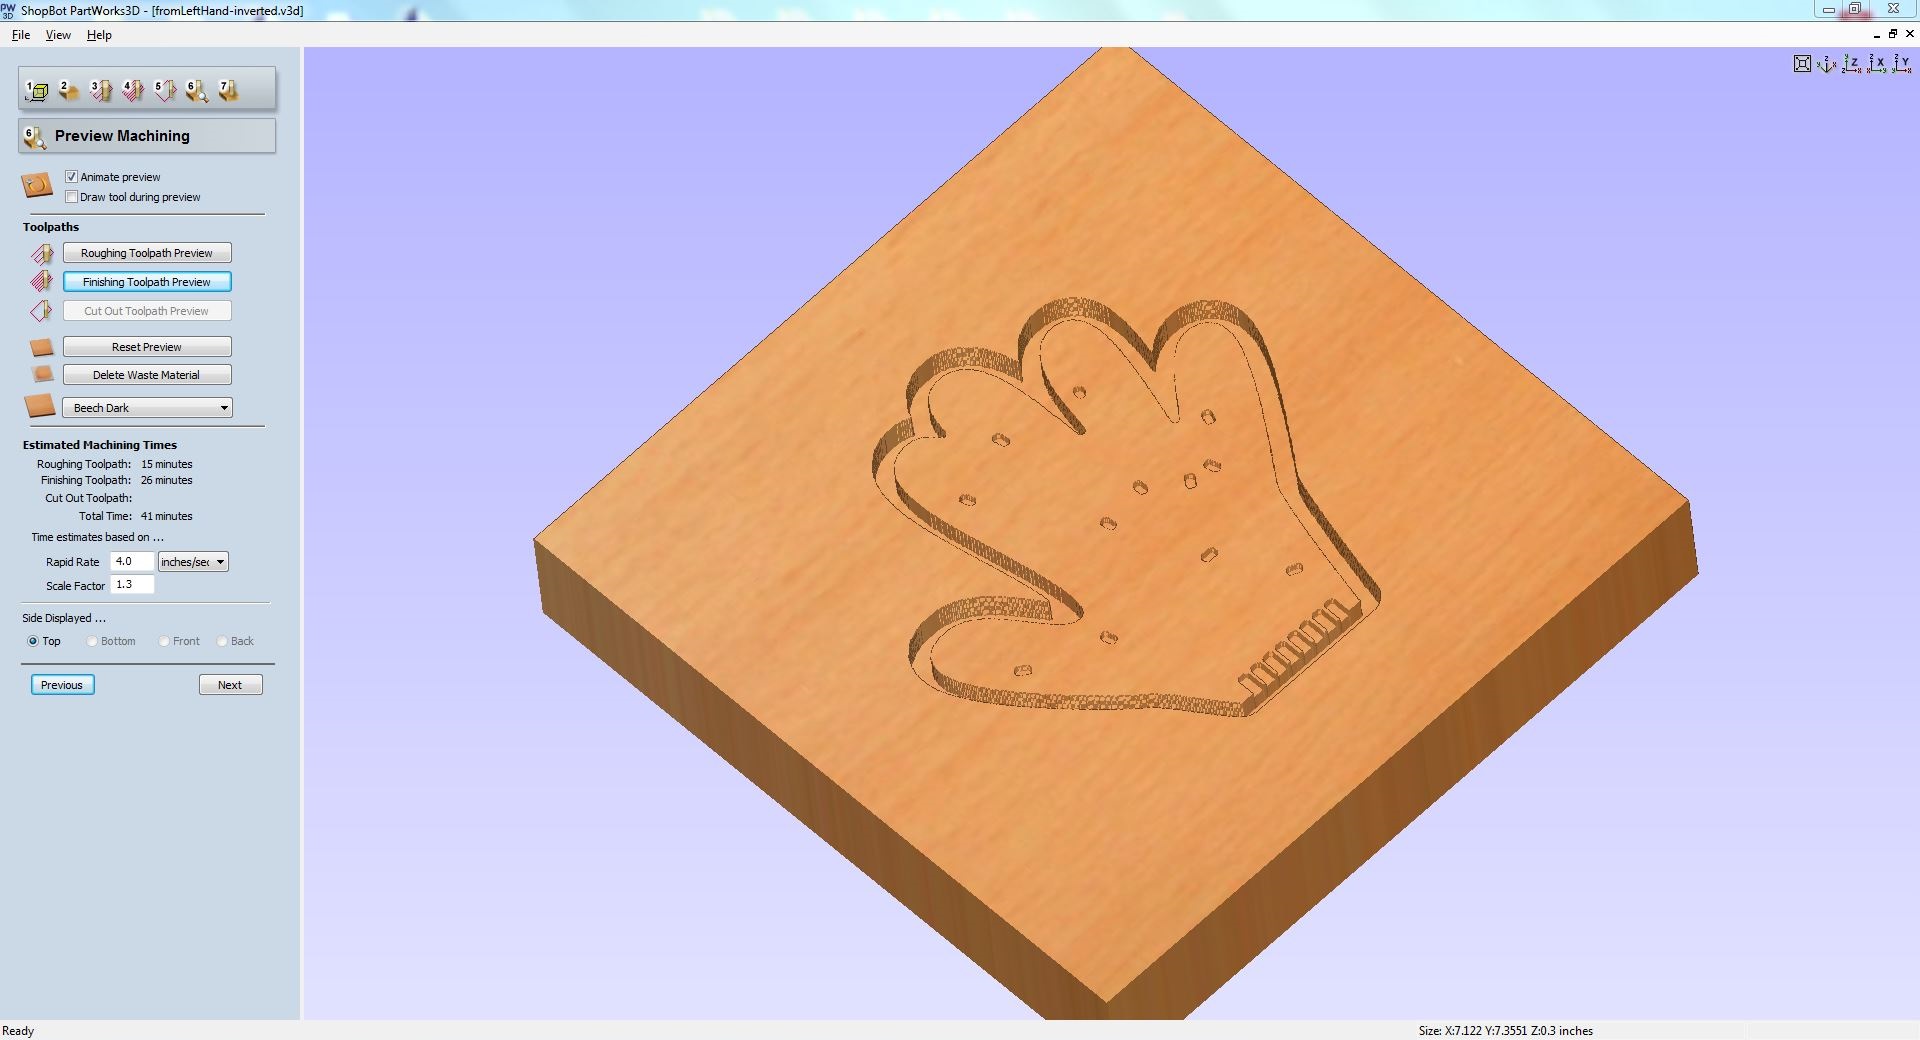 PW 3D ShopBot PartWorks3D - [fromLeftHand-inverted.v3d]
File View Help
1 2 3 4 5 6 7
6 Preview Machining
Animate preview
Draw tool during preview
Toolpaths
Roughing Toolpath Preview
Finishing Toolpath Preview
Cut Out Toolpath Preview
Reset Preview
Delete Waste Material
Beech Dark
Estimated Machining Times
Roughing Toolpath: 15 minutes
Finishing Toolpath: 26 minutes
Cut Out Toolpath:
Total Time: 41 minutes
Time estimates based on ...
Rapid Rate 4.0 inches/sec
Scale Factor 1.3
Side Displayed ...
Top Bottom Front Back
Previous Next
Ready
Size: X:7.122 Y:7.3551 Z:0.3 inches